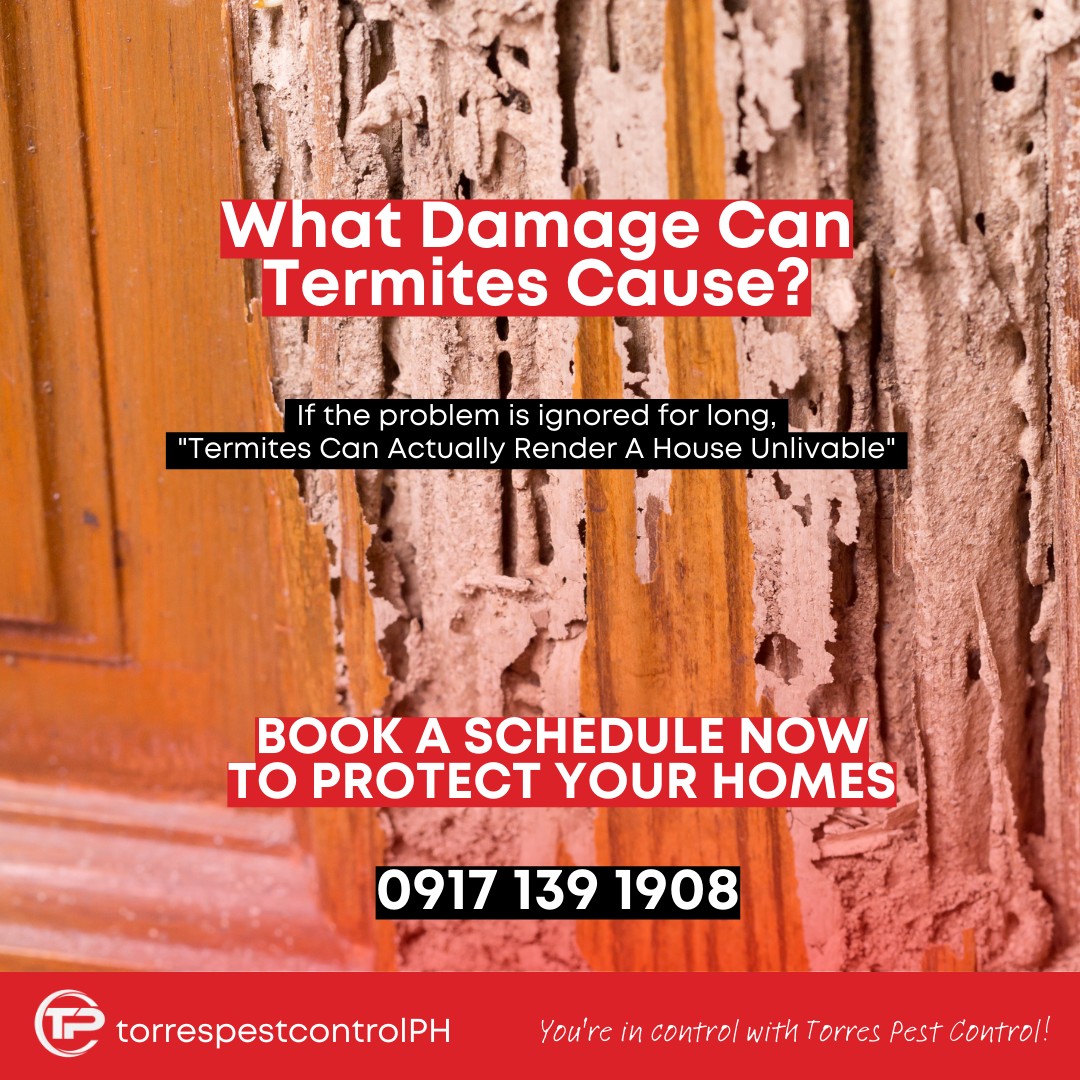 What Damage Can
Termites Cause?
If the problem is ignored for long,
"Termites Can Actually Render A House Unlivable"
BOOK A SCHEDULE NOW
TO PROTECT YOUR HOMES
0917 139 1908
TP torrespestcontrolPH
You're in control with Torres Pest Control!